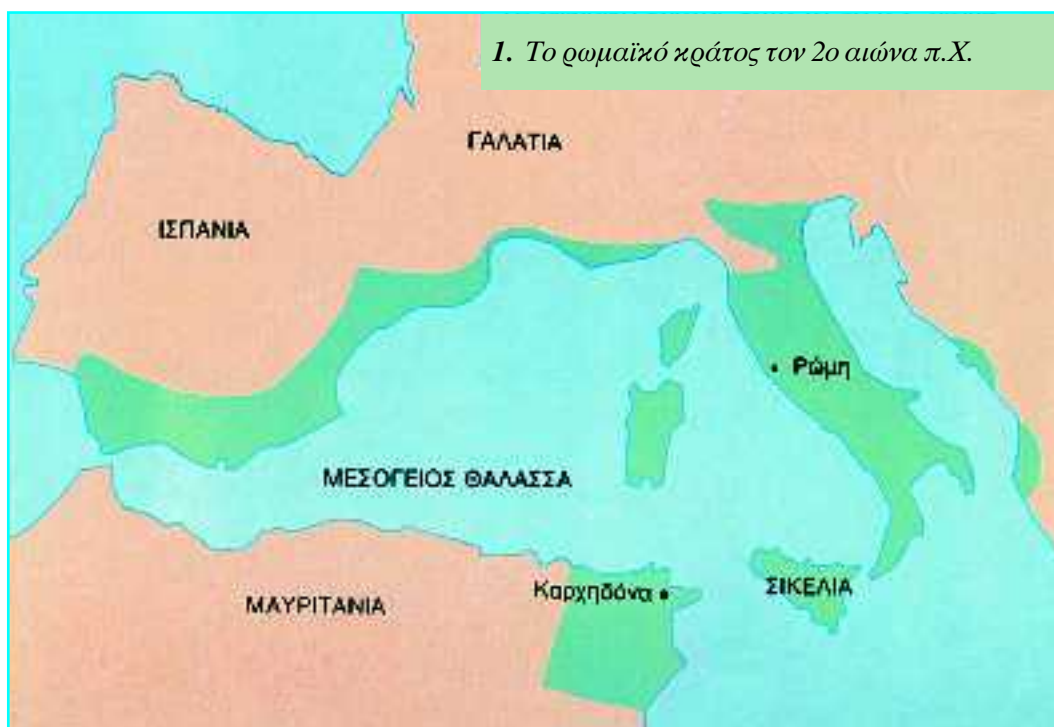 1. Το ρωμαϊκό κράτος τον 2ο αιώνα π.Χ.
ΓΑΛΑΤΙΑ
ΙΣΠΑΝΙΑ
Ρώμη
ΜΕΣΟΓΕΙΟΣ ΘΑΛΑΣΣΑ
Καρχηδόνα
ΣΙΚΕΛΙΑ
ΜΑΥΡΙΤΑΝΙΑ